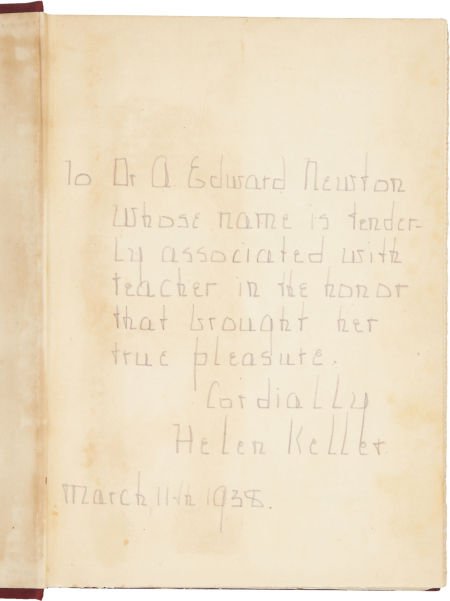 To Dr A. Edward Newton
Whose name is tender-
ly associated with
teacher in the honor
that brought her
true pleasure.
Cordially
Helen Keller.
March 11th 1938.